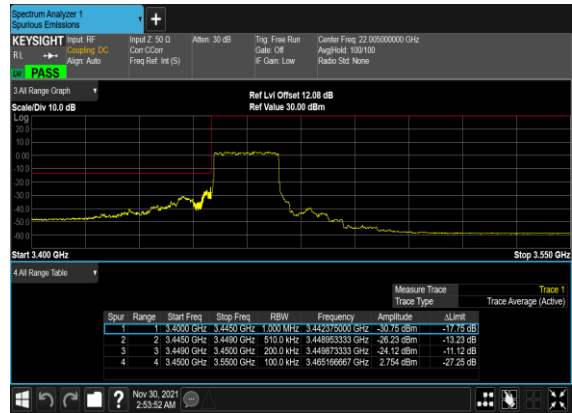 Spectrum Analyzer 1
Spurious Emissions
+
KEYSIGHT Input: RF Input Z: 50 Ω Atten: 30 dB Trig: Free Run Center Freq: 22.005000000 GHz
RL Coupling: DC Corr CCorr Gate: Off Avg|Hold: 100/100
Align: Auto Freq Ref: Int (S) IF Gain: Low Radio Std: None
LV PASS
3 All Range Graph
Ref Lvl Offset 12.08 dB
Scale/Div 10.0 dB Ref Value 30.00 dBm
Log
20.0
10.0
0.00
-10.0
-20.0
-30.0
-40.0
-50.0
-60.0
Start 3.400 GHz Stop 3.550 GHz
4 All Range Table
Measure Trace Trace 1
Trace Type Trace Average (Active)
Spur Range Start Freq Stop Freq RBW Frequency Amplitude ΔLimit
1 1 3.4000 GHz 3.4450 GHz 1.000 MHz 3.442375000 GHz -30.75 dBm -17.75 dB
2 2 3.4450 GHz 3.4490 GHz 510.0 kHz 3.448953333 GHz -26.23 dBm -13.23 dB
3 3 3.4490 GHz 3.4500 GHz 200.0 kHz 3.449873333 GHz -24.12 dBm -11.12 dB
4 4 3.4500 GHz 3.5500 GHz 100.0 kHz 3.465166667 GHz 2.754 dBm -27.25 dB
? Nov 30, 2021
2:53:52 AM